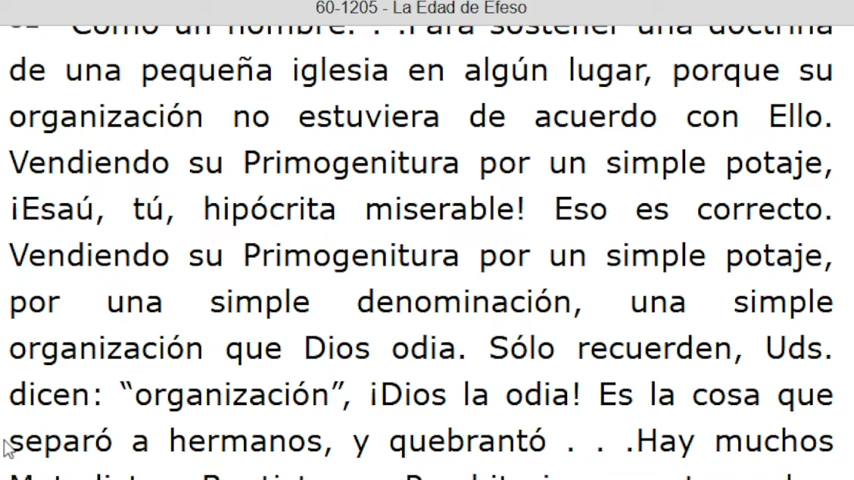 60-1205 - La Edad de Efeso
Como un hombre. . .Para sostener una doctrina
de una pequeña iglesia en algún lugar, porque su
organización no estuviera de acuerdo con Ello.
Vendiendo su Primogenitura por un simple potaje,
¡Esaú, tú, hipócrita miserable! Eso es correcto.
Vendiendo su Primogenitura por un simple potaje,
por una simple denominación, una simple
organización que Dios odia. Sólo recuerden, Uds.
dicen: “organización”, ¡Dios la odia! Es la cosa que
separó a hermanos, y quebrantó . . .Hay muchos